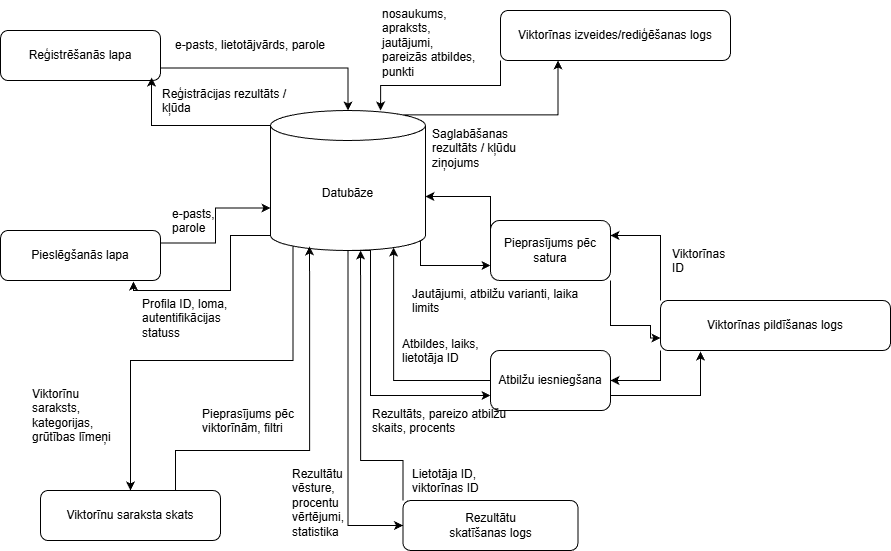 Reģistrēšanās lapa
e-pasts, lietotājvārds, parole
nosaukums,
apraksts,
jautājumi,
pareizās atbildes,
punkti
Viktorīnas izveides/rediģēšanas logs
Reģistrācijas rezultāts /
kļūda
Saglabāšanas
rezultāts / kļūdu
ziņojums
Datubāze
e-pasts,
parole
Pieslēgšanās lapa
Pieprasījums pēc
satura
Viktorīnas
ID
Profila ID, loma,
autentifikācijas
statuss
Jautājumi, atbilžu varianti, laika
limits
Viktorīnas pildīšanas logs
Atbildes, laiks,
lietotāja ID
Atbilžu iesniegšana
Viktorīnu
saraksts,
kategorijas,
grūtības līmeņi
Pieprasījums pēc
viktorīnām, filtri
Rezultāts, pareizo atbilžu
skaits, procents
Rezultātu
vēsture,
procentu
vērtējumi,
statistika
Lietotāja ID,
viktorīnas ID
Viktorīnu saraksta skats
Rezultātu
skatīšanas logs